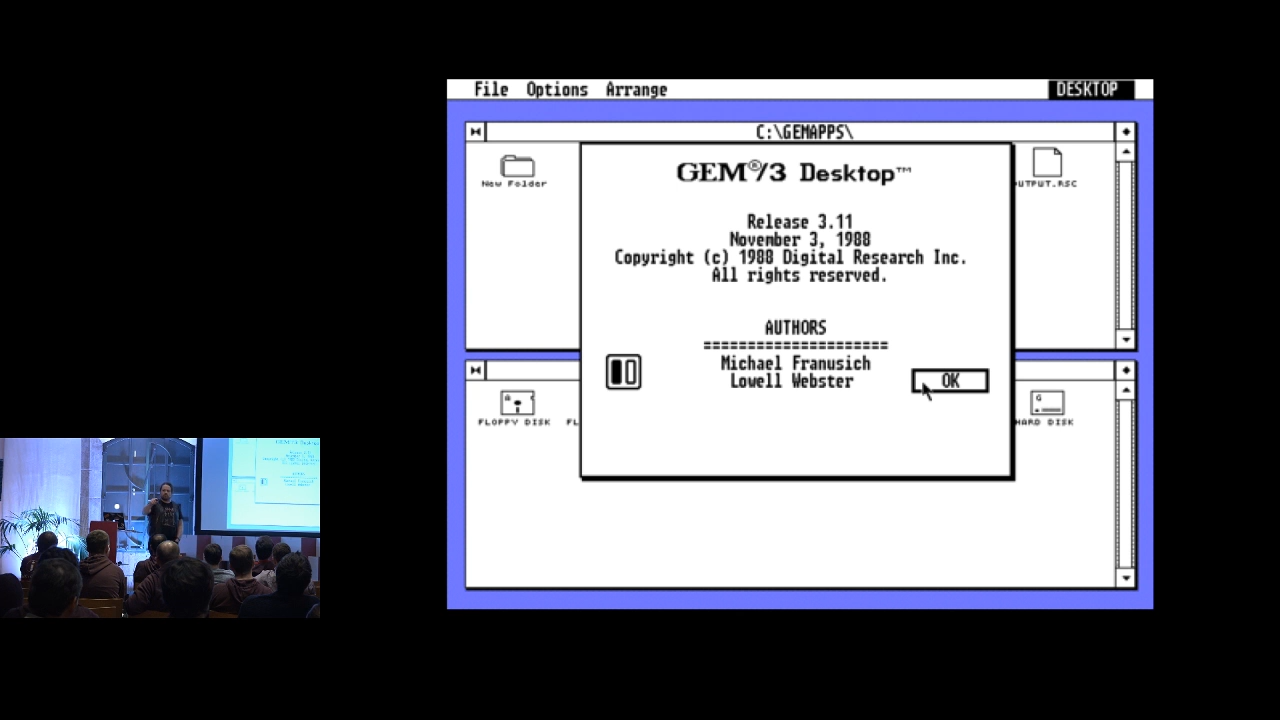 File Options Arrange
DESKTOP
C:\GEMAPPS\
GEM®/3 Desktop™
New Folder
OUTPUT.RSC
Release 3.11
November 3, 1988
Copyright (c) 1988 Digital Research Inc.
All rights reserved.
AUTHORS
=====================
Michael Franusich
Lowell Webster
OK
A
G
FLOPPY DISK
FL
HARD DISK